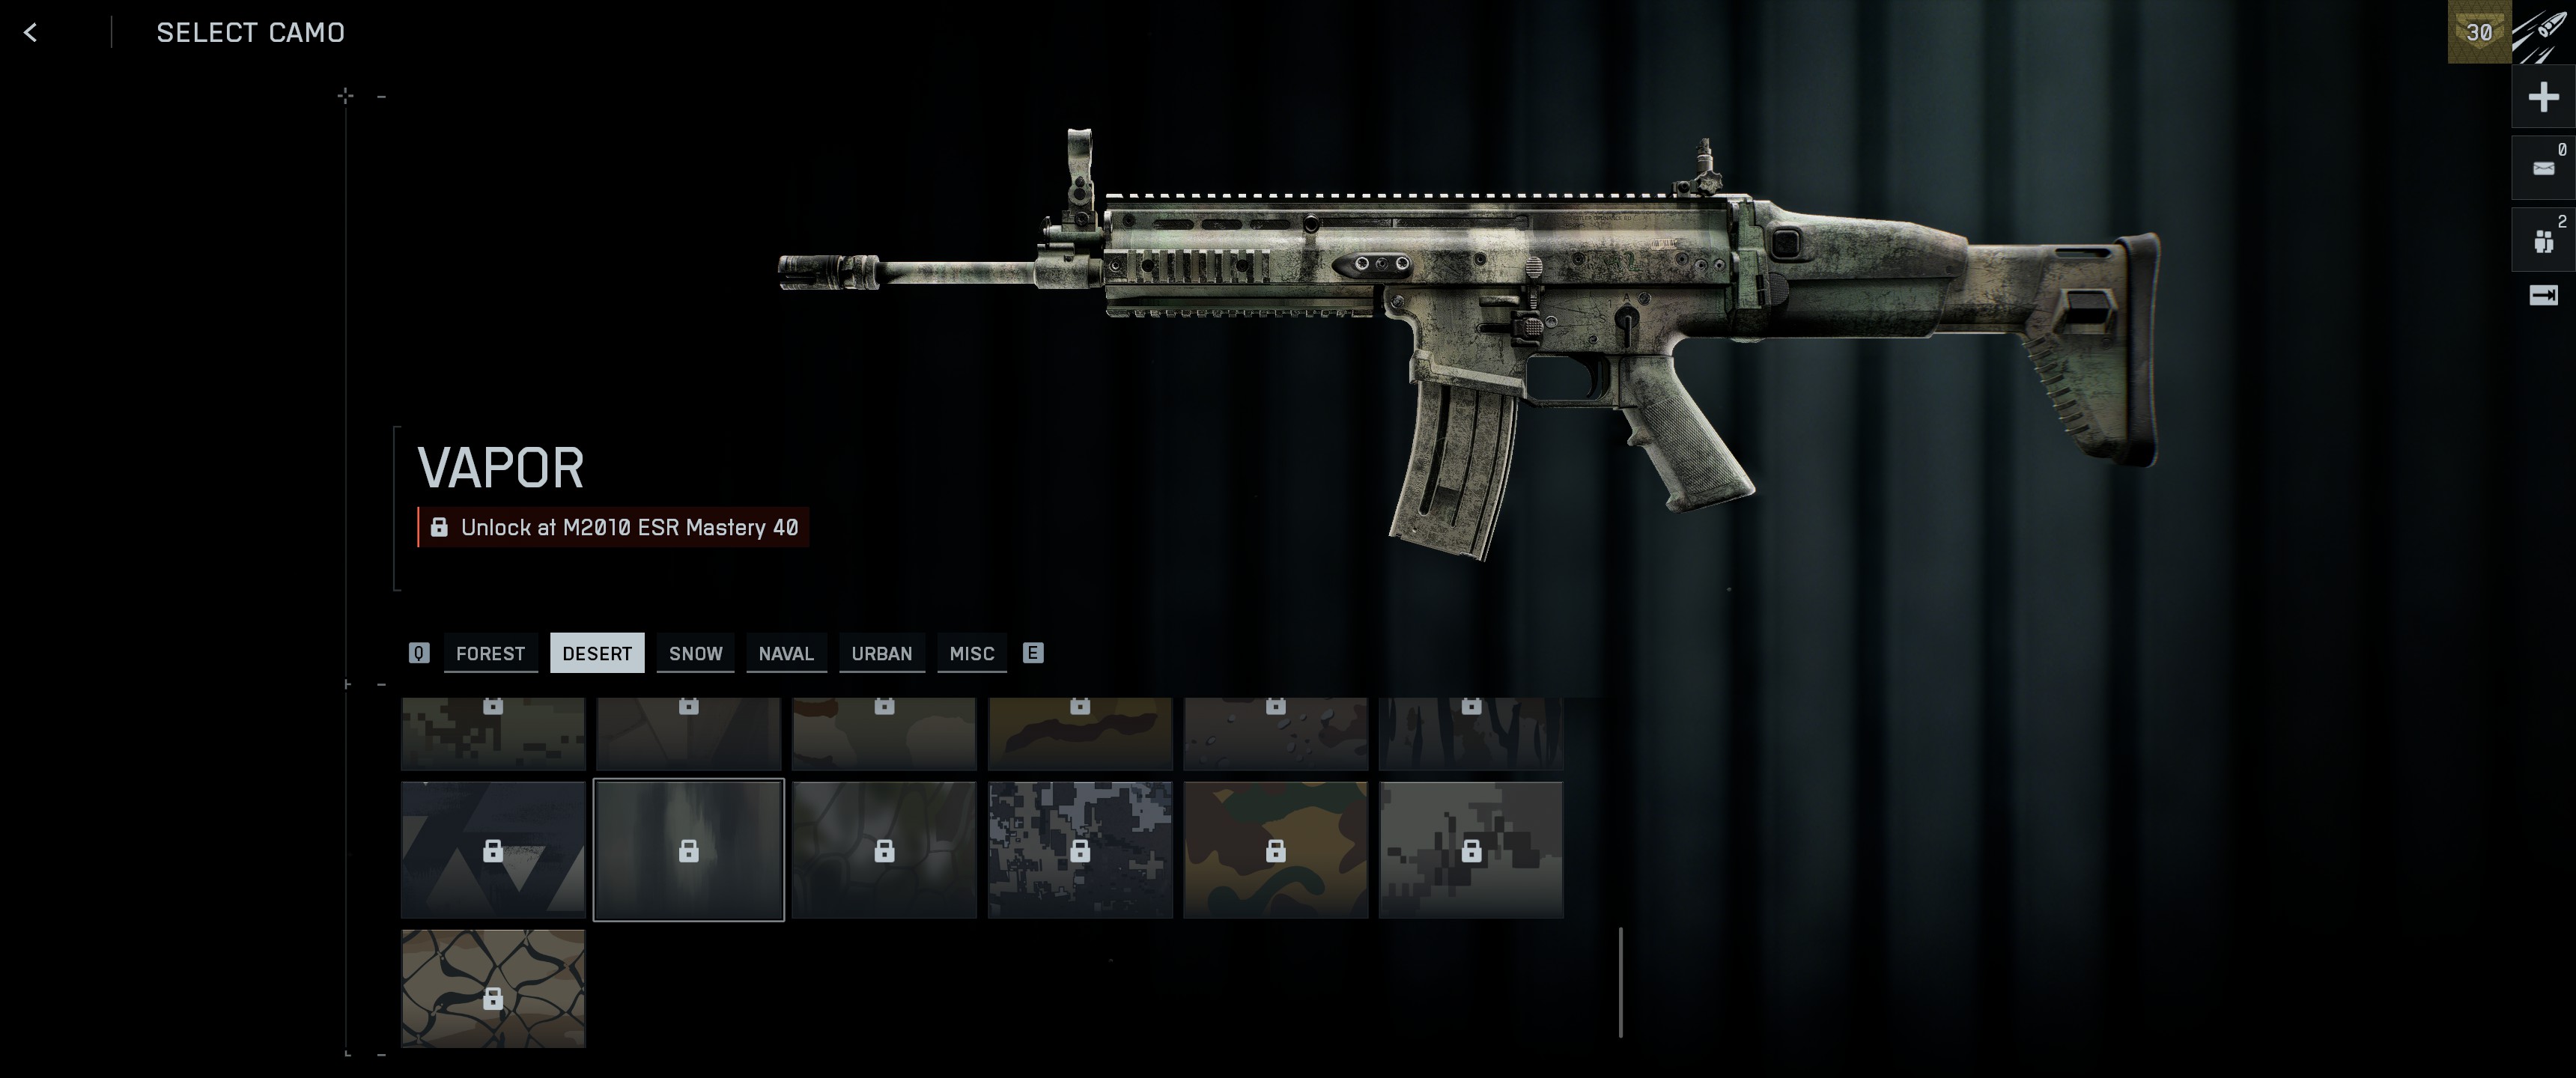 SELECT CAMO
30
0
2
VAPOR
Unlock at M2010 ESR Mastery 40
Q
FOREST
DESERT
SNOW
NAVAL
URBAN
MISC
E